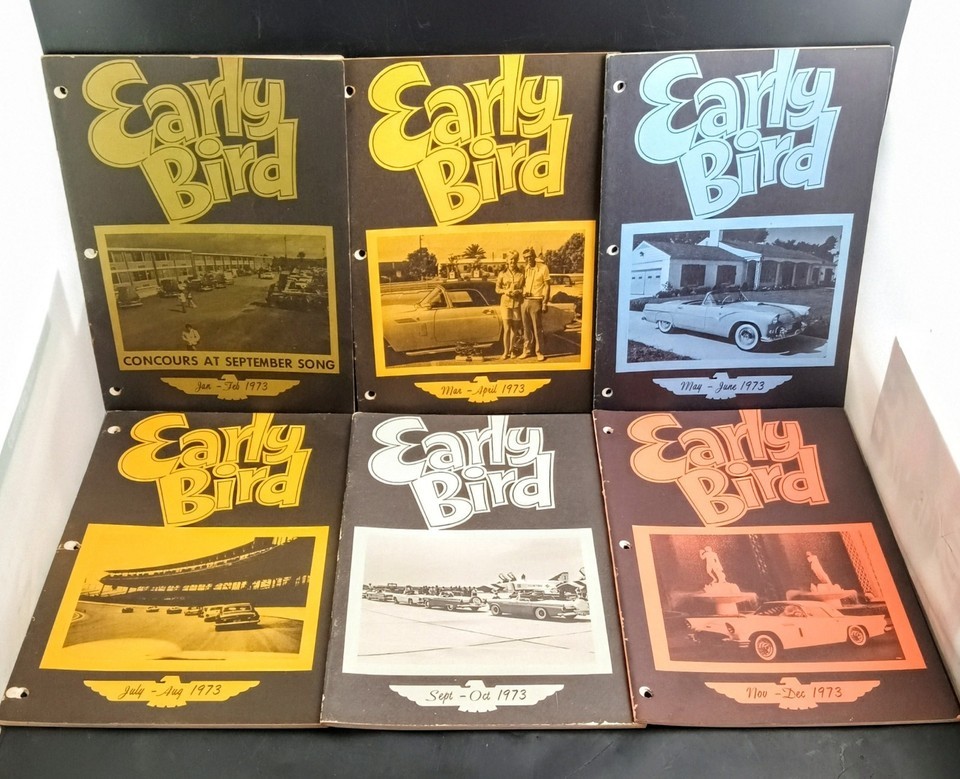 Early
Bird
CONCOURS AT SEPTEMBER SONG
Jan - Feb 1973
Early
Bird
Mar - April 1973
Early
Bird
May - June 1973
Early
Bird
July - Aug 1973
Early
Bird
Sept - Oct 1973
Early
Bird
Nov - Dec 1973